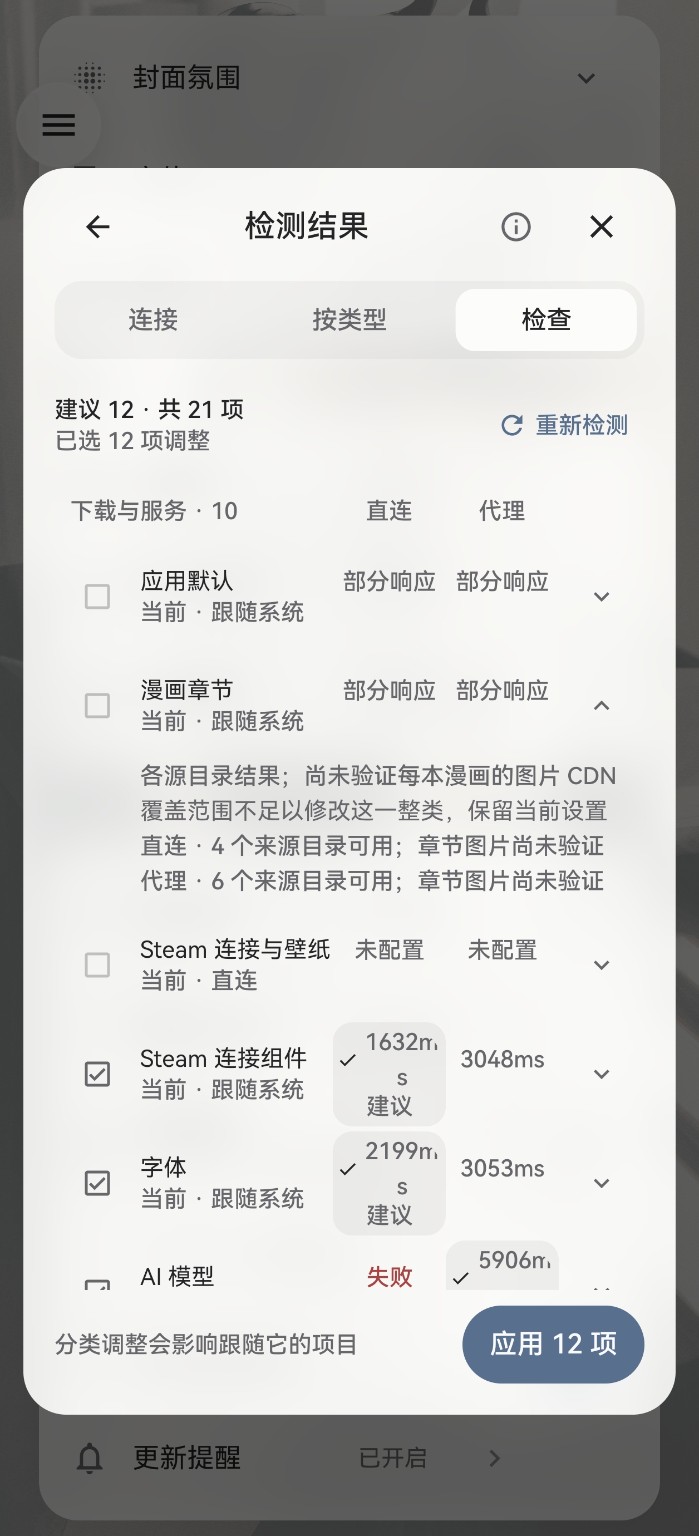 封面氛围
检测结果
连接
按类型
检查
建议 12 · 共 21 项
已选 12 项调整
重新检测
下载与服务 · 10
直连
代理
应用默认
部分响应
部分响应
当前 · 跟随系统
漫画章节
部分响应
部分响应
当前 · 跟随系统
各源目录结果；尚未验证每本漫画的图片 CDN
覆盖范围不足以修改这一整类，保留当前设置
直连 · 4 个来源目录可用；章节图片尚未验证
代理 · 6 个来源目录可用；章节图片尚未验证
Steam 连接与壁纸
未配置
未配置
当前 · 直连
Steam 连接组件
当前 · 跟随系统
1632m
s
建议
3048ms
字体
当前 · 跟随系统
2199m
s
建议
3053ms
AI 模型
失败
5906m
分类调整会影响跟随它的项目
应用 12 项
更新提醒
已开启